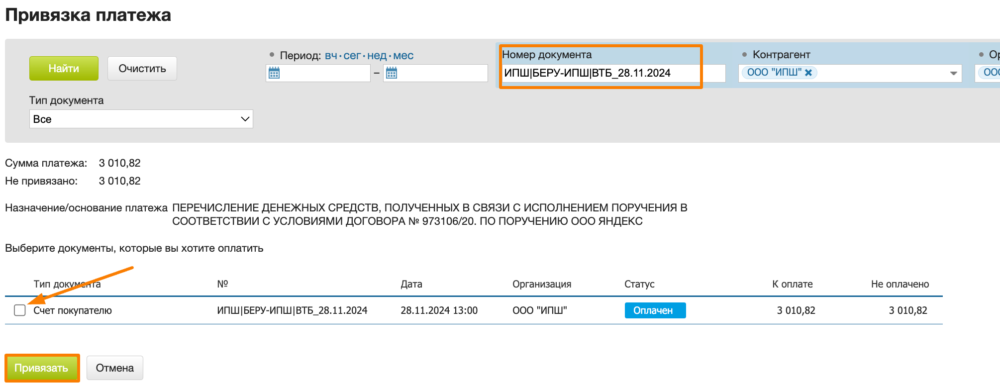 Привязка платежа
Найти Очистить Период: вч · сег · нед · мес Номер документа Контрагент
– ИПШ|БЕРУ-ИПШ|ВТБ_28.11.2024 ООО "ИПШ"
Тип документа
Все
Сумма платежа: 3 010,82
Не привязано: 3 010,82
Назначение/основание платежа ПЕРЕЧИСЛЕНИЕ ДЕНЕЖНЫХ СРЕДСТВ, ПОЛУЧЕННЫХ В СВЯЗИ С ИСПОЛНЕНИЕМ ПОРУЧЕНИЯ В
СООТВЕТСТВИИ С УСЛОВИЯМИ ДОГОВОРА № 973106/20. ПО ПОРУЧЕНИЮ ООО ЯНДЕКС
Выберите документы, которые вы хотите оплатить
Тип документа № Дата Организация Статус К оплате Не оплачено
Счет покупателю ИПШ|БЕРУ-ИПШ|ВТБ_28.11.2024 28.11.2024 13:00 ООО "ИПШ" Оплачен 3 010,82 3 010,82
Привязать Отмена